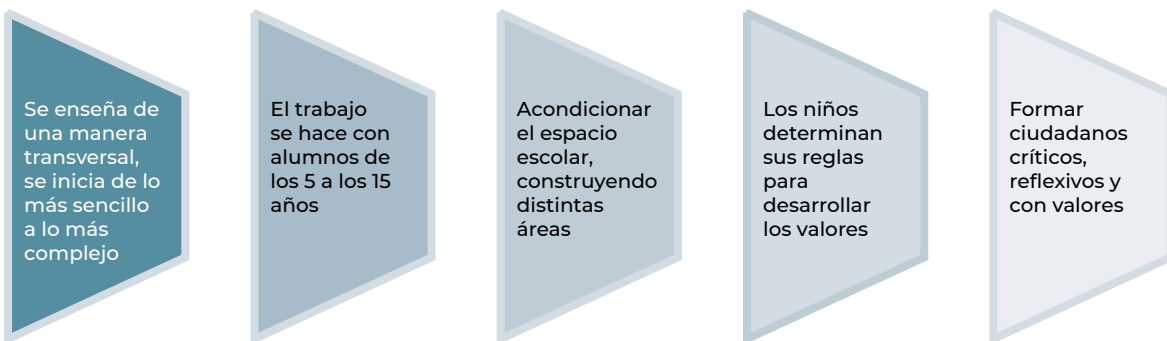 Se enseña de
una manera
transversal,
se inicia de lo
más sencillo
a lo más
complejo
El trabajo
se hace con
alumnos de
los 5 a los 15
años
Acondicionar
el espacio
escolar,
construyendo
distintas
áreas
Los niños
determinan
sus reglas
para
desarrollar
los valores
Formar
ciudadanos
críticos,
reflexivos y
con valores